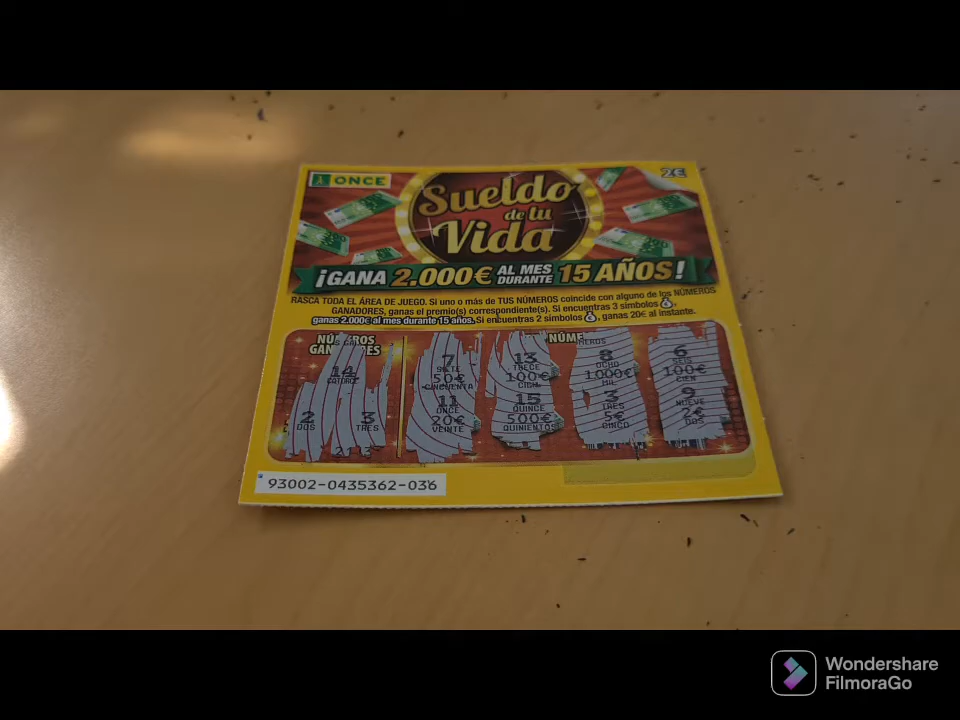 ONCE
2€
Sueldo
de tu
Vida
¡GANA 2.000€ AL MES DURANTE 15 AÑOS!
RASCA TODA EL ÁREA DE JUEGO. Si uno o más de TUS NÚMEROS coincide con alguno de los NÚMEROS
GANADORES, ganas el premio(s) correspondiente(s). Si encuentras 3 símbolos,
ganas 2.000€ al mes durante 15 años. Si encuentras 2 símbolos, ganas 20€ al instante.
14
CATORCE
2 3
DOS TRES
7 13 8 6
SIETE TRECE OCHO SEIS
50€ 100€ 1.000€ 100€
CINCUENTA CIEN MIL CIEN
11 15 3 9
ONCE QUINCE TRES NUEVE
20€ 500€ 5€ 2€
VEINTE QUINIENTOS CINCO DOS
93002-0435362-036
Wondershare
FilmoraGo